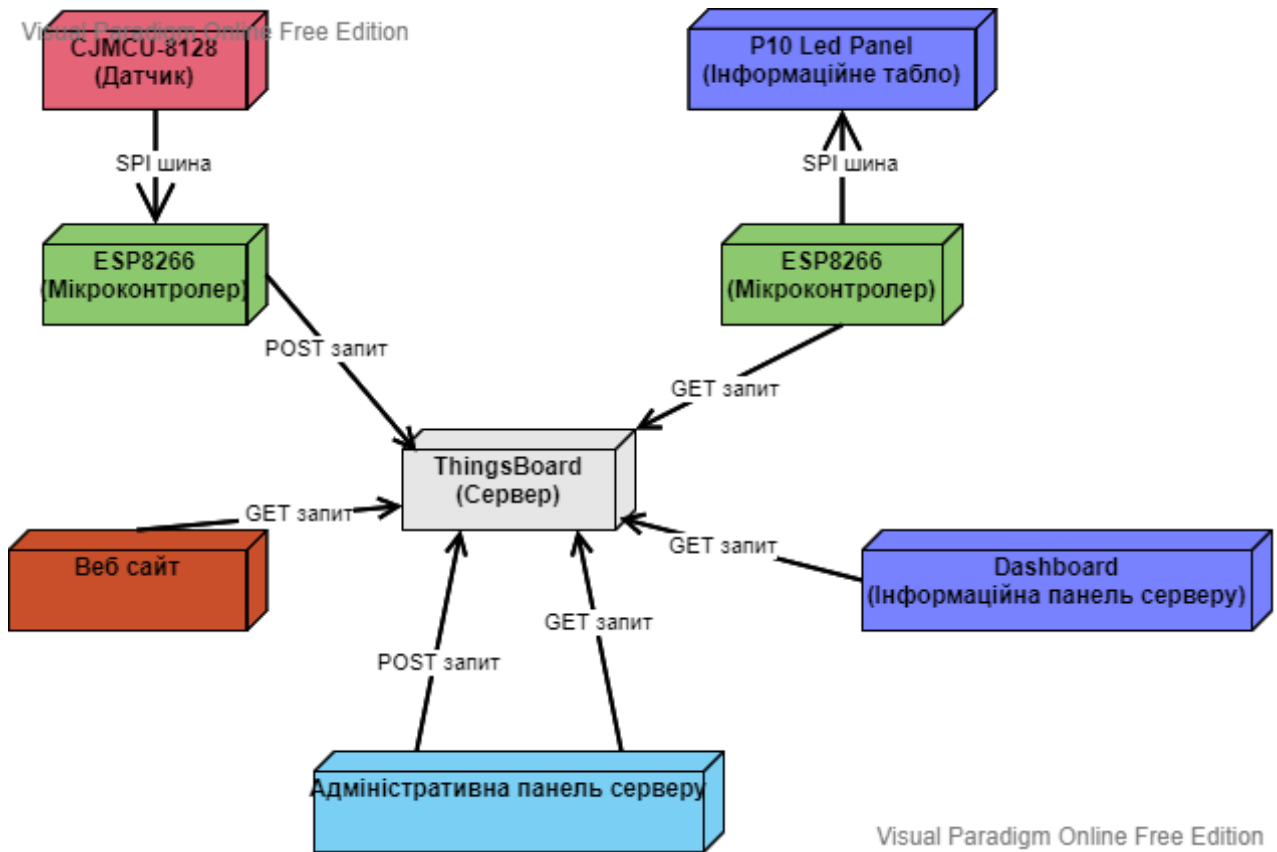 Visual Paradigm Online Free Edition
CJMCU-8128
(Датчик)
P10 Led Panel
(Інформаційне табло)
SPI шина
SPI шина
ESP8266
(Мікроконтролер)
ESP8266
(Мікроконтролер)
POST запит
GET запит
ThingsBoard
(Сервер)
GET запит
GET запит
Веб сайт
Dashboard
(Інформаційна панель серверу)
GET запит
POST запит
Адміністративна панель серверу
Visual Paradigm Online Free Edition